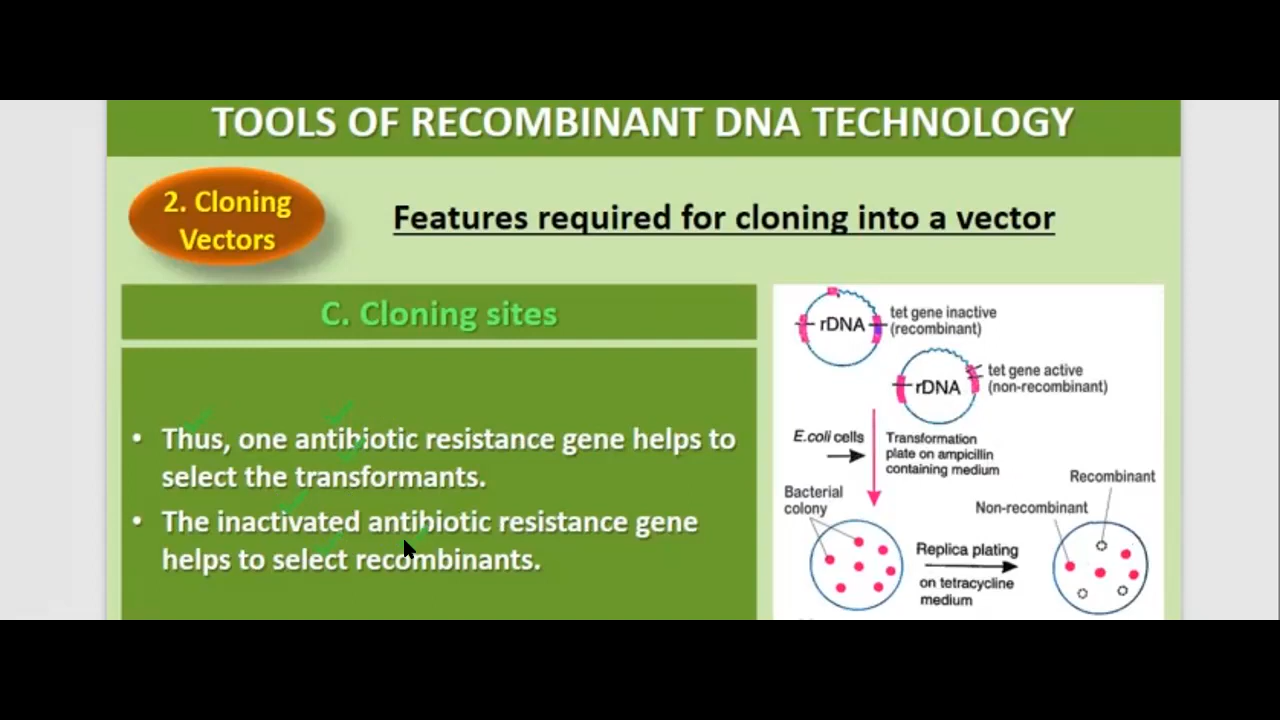 TOOLS OF RECOMBINANT DNA TECHNOLOGY
2. Cloning
Vectors
Features required for cloning into a vector
C. Cloning sites
• Thus, one antibiotic resistance gene helps to
select the transformants.
• The inactivated antibiotic resistance gene
helps to select recombinants.
rDNA
tet gene inactive
(recombinant)
rDNA
tet gene active
(non-recombinant)
E.coli cells
Transformation
plate on ampicillin
containing medium
Bacterial
colony
Recombinant
Non-recombinant
Replica plating
on tetracycline
medium